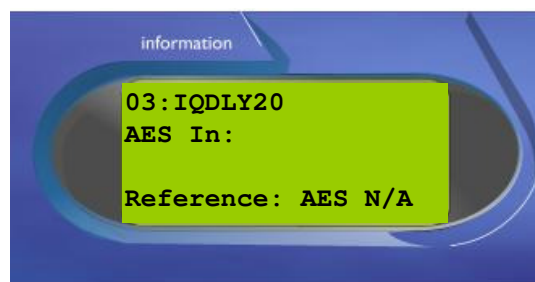 information
03:IQDLY20
AES In:
Reference: AES N/A